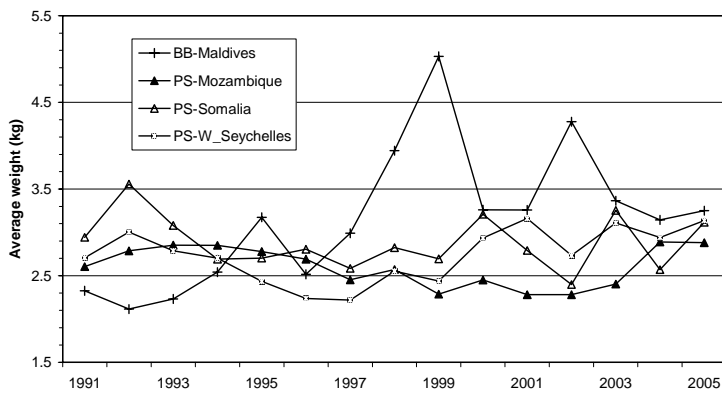 5.5
4.5
3.5
2.5
1.5
Average weight (kg)
BB-Maldives
PS-Mozambique
PS-Somalia
PS-W_Seychelles
1991 1993 1995 1997 1999 2001 2003 2005